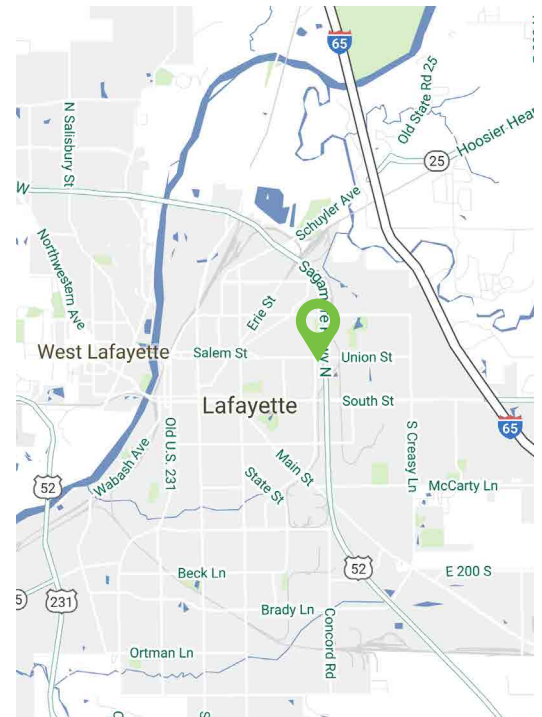 65
Old State Rd 25
Hoosier Hear
25
N Salisbury St
W
Schuyler Ave
Northwestern Ave
Sagam
y N
Erie St
West Lafayette
Salem St
Union St
Lafayette
South St
65
Old U.S. 231
Main St
S Creasy Ln
Wabash Ave
State St
McCarty Ln
52
52
Beck Ln
E 200 S
5
231
Brady Ln
Concord Rd
Ortman Ln